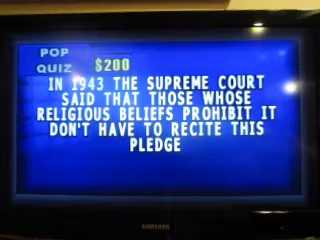 POP
QUIZ $200
IN 1943 THE SUPREME COURT
SAID THAT THOSE WHOSE
RELIGIOUS BELIEFS PROHIBIT IT
DON'T HAVE TO RECITE THIS
PLEDGE
SAMSUNG